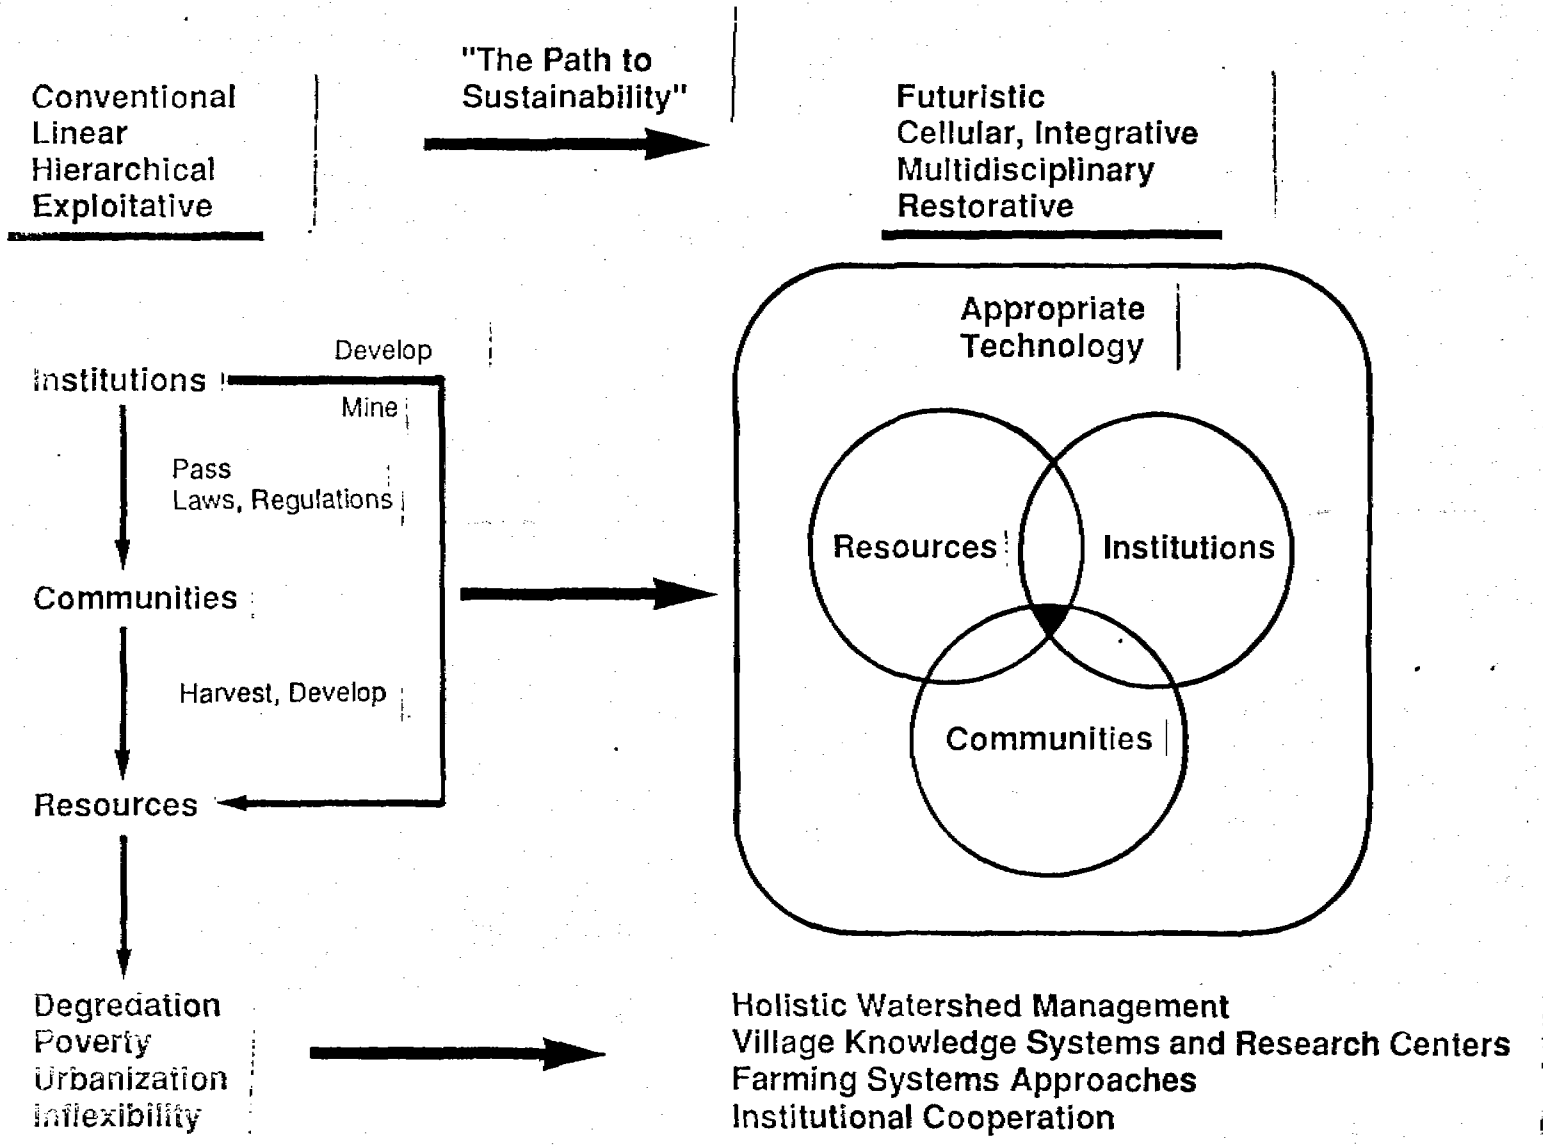 "The Path to
Sustainability"
Conventional
Linear
Hierarchical
Exploitative
Futuristic
Cellular, Integrative
Multidisciplinary
Restorative
Appropriate
Technology
Develop
Institutions
Mine
Pass
Laws, Regulations
Communities
Harvest, Develop
Resources
Resources
Institutions
Communities
Degredation
Poverty
Urbanization
Inflexibility
Holistic Watershed Management
Village Knowledge Systems and Research Centers
Farming Systems Approaches
Institutional Cooperation